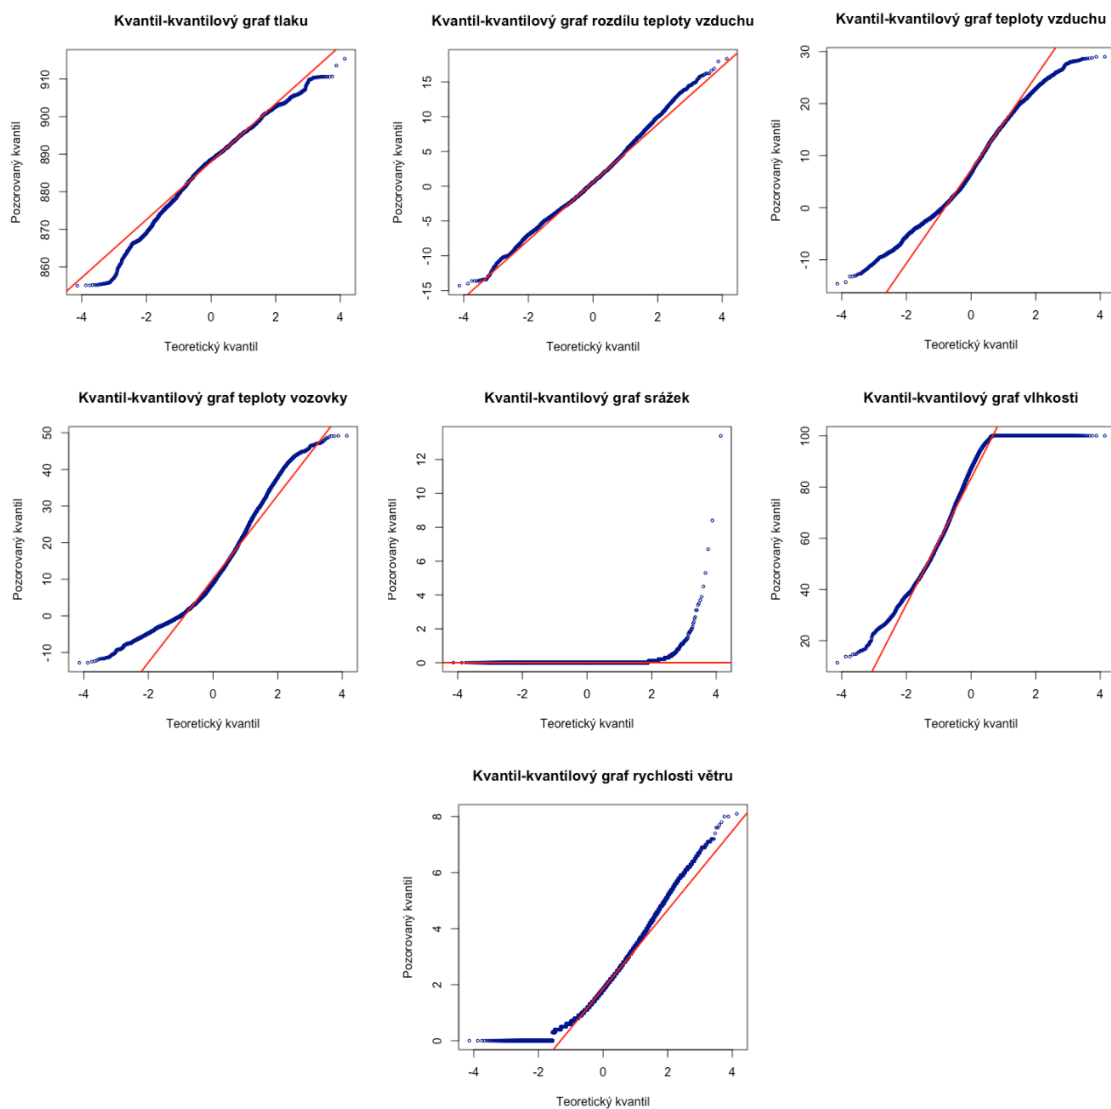 Kvantil-kvantilový graf tlaku
Pozorovaný kvantil
910
900
890
880
870
860
-4 -2 0 2 4
Teoretický kvantil
Kvantil-kvantilový graf rozdílu teploty vzduchu
Pozorovaný kvantil
15
10
5
0
-5
-10
-15
-4 -2 0 2 4
Teoretický kvantil
Kvantil-kvantilový graf teploty vzduchu
Pozorovaný kvantil
30
20
10
0
-10
-4 -2 0 2 4
Teoretický kvantil
Kvantil-kvantilový graf teploty vozovky
Pozorovaný kvantil
50
40
30
20
10
0
-10
-4 -2 0 2 4
Teoretický kvantil
Kvantil-kvantilový graf srážek
Pozorovaný kvantil
12
10
8
6
4
2
0
-4 -2 0 2 4
Teoretický kvantil
Kvantil-kvantilový graf vlhkosti
Pozorovaný kvantil
100
80
60
40
20
-4 -2 0 2 4
Teoretický kvantil
Kvantil-kvantilový graf rychlosti větru
Pozorovaný kvantil
8
6
4
2
0
-4 -2 0 2 4
Teoretický kvantil